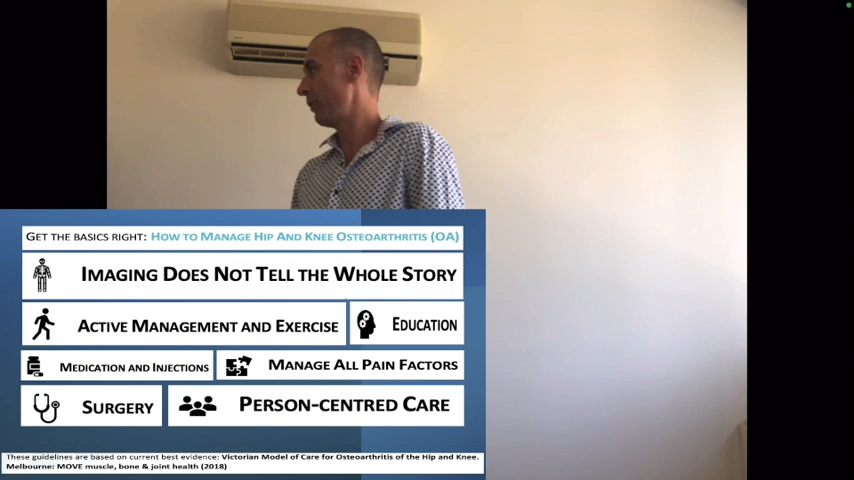 GET THE BASICS RIGHT: HOW TO MANAGE HIP AND KNEE OSTEOARTHRITIS (OA)
IMAGING DOES NOT TELL THE WHOLE STORY
ACTIVE MANAGEMENT AND EXERCISE
EDUCATION
MEDICATION AND INJECTIONS
MANAGE ALL PAIN FACTORS
SURGERY
PERSON-CENTRED CARE
These guidelines are based on current best evidence: Victorian Model of Care for Osteoarthritis of the Hip and Knee.
Melbourne: MOVE muscle, bone & joint health (2018)